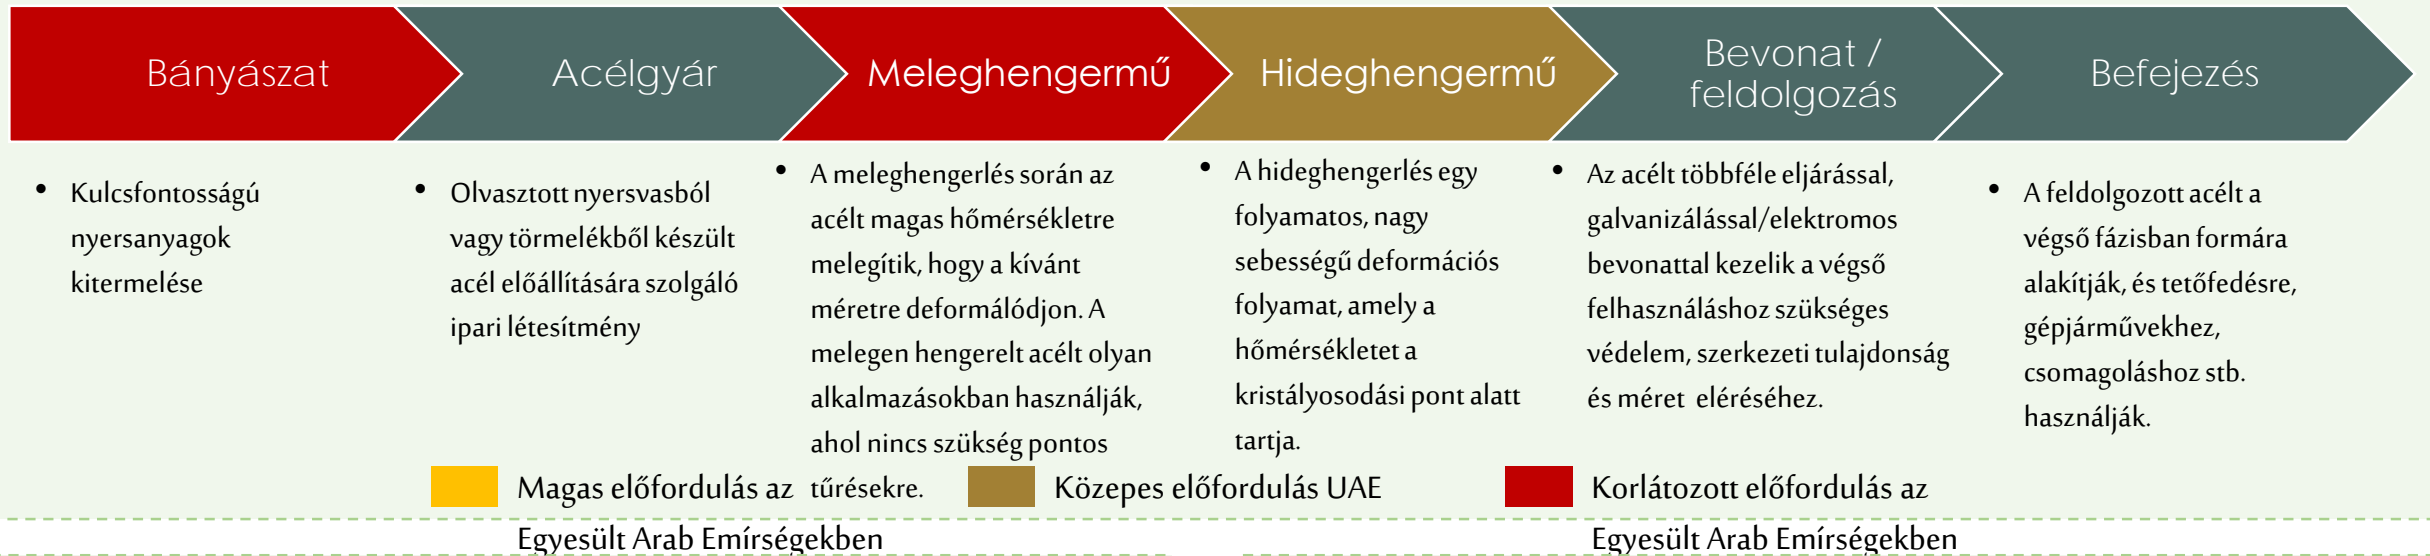 Bányászat
Acélgyár
Meleghengermű
Hideghengermű
Bevonat /
feldolgozás
Befejezés
• Kulcsfontosságú
nyersanyagok
kitermelése
• Olvasztott nyersvasból
vagy törmelékből készült
acél előállítására szolgáló
ipari létesítmény
• A meleghengerlés során az
acélt magas hőmérsékletre
melegítik, hogy a kívánt
méretre deformálódjon. A
melegen hengerelt acélt olyan
alkalmazásokban használják,
ahol nincs szükség pontos
tűrésekre.
• A hideghengerlés egy
folyamatos, nagy
sebességű deformációs
folyamat, amely a
hőmérsékletet a
kristályosodási pont alatt
tartja.
• Az acélt többféle eljárással,
galvanizálással/elektromos
bevonattal kezelik a végső
felhasználáshoz szükséges
védelem, szerkezeti tulajdonság
és méret eléréséhez.
• A feldolgozott acélt a
végső fázisban formára
alakítják, és tetőfedésre,
gépjárművekhez,
csomagoláshoz stb.
használják.
Magas előfordulás az
Egyesült Arab Emírségekben
Közepes előfordulás UAE
Korlátozott előfordulás az
Egyesült Arab Emírségekben